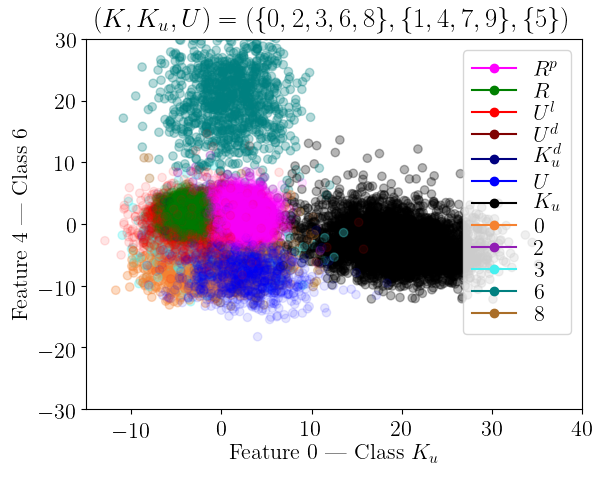 (K, K_u, U) = ({0, 2, 3, 6, 8}, {1, 4, 7, 9}, {5})
30
20
10
0
−10
−20
−30
Feature 4 — Class 6
−10
0
10
20
30
40
Feature 0 — Class K_u
R^p
R
U^l
U^d
K_u^d
U
K_u
0
2
3
6
8